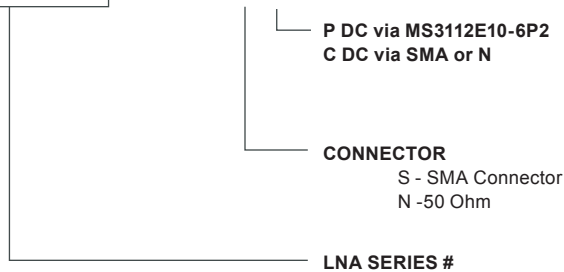 P DC via MS3112E10-6P2
C DC via SMA or N
CONNECTOR
S - SMA Connector
N -50 Ohm
LNA SERIES #